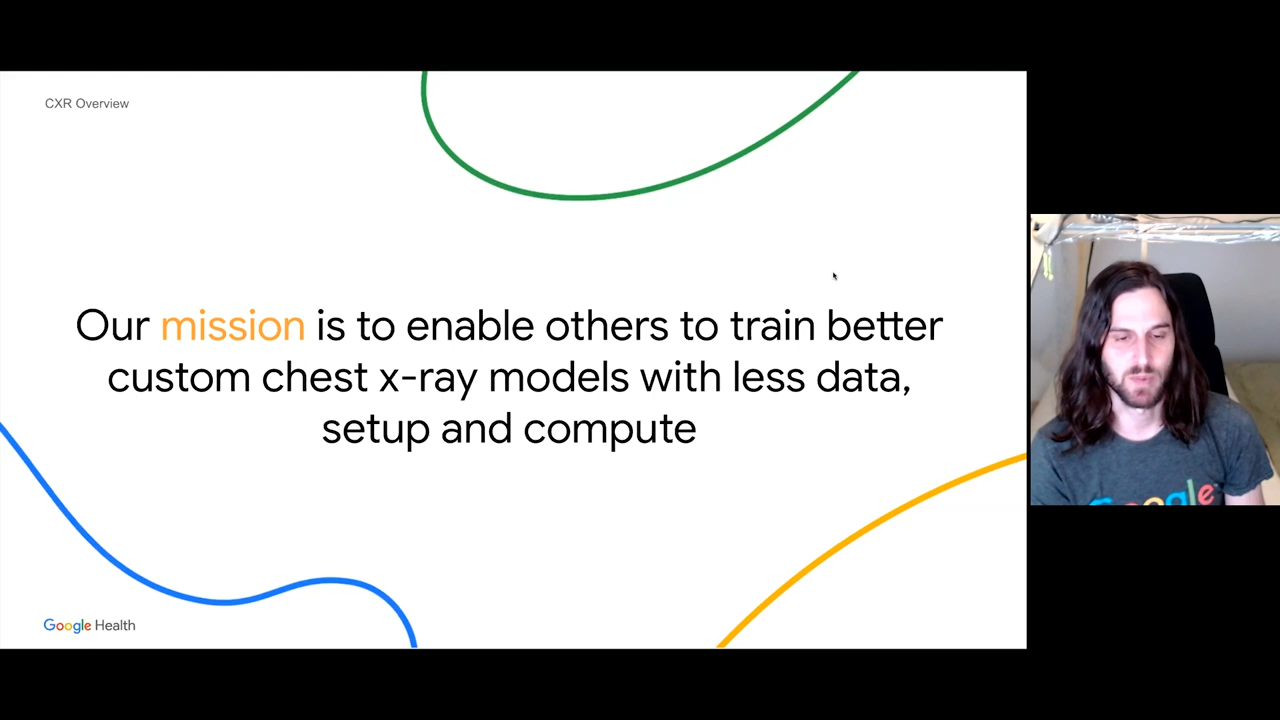 CXR Overview
Our mission is to enable others to train better
custom chest x-ray models with less data,
setup and compute
Google Health
Google